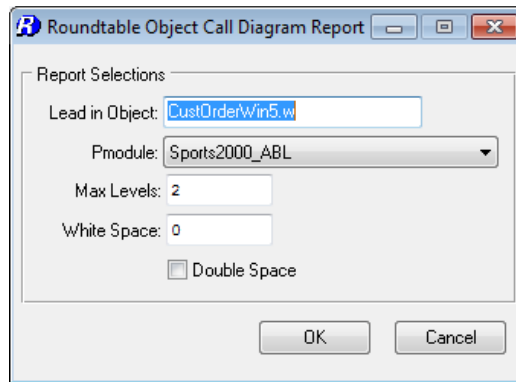 Roundtable Object Call Diagram Report
Report Selections
Lead in Object: CustOrderWin5.w
Pmodule: Sports2000_ABL
Max Levels: 2
White Space: 0
Double Space
OK Cancel